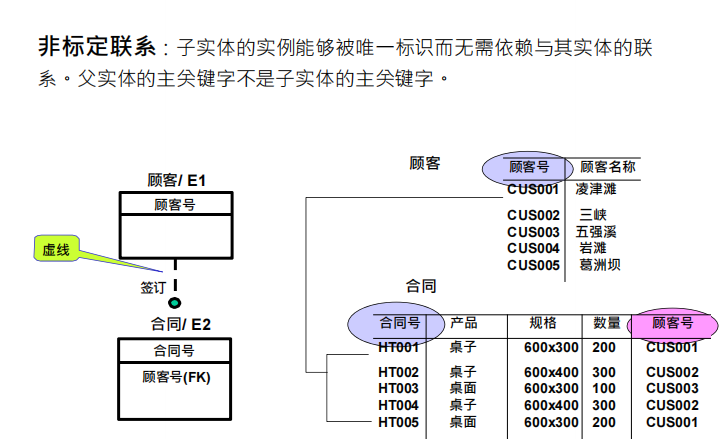 非标定联系：子实体的实例能够被唯一标识而无需依赖与其实体的联
系。父实体的主关键字不是子实体的主关键字。
顾客/ E1
顾客号
虚线
签订
合同/ E2
合同号
顾客号(FK)
顾客
顾客号 顾客名称
CUS001 凌津滩
CUS002 三峡
CUS003 五强溪
CUS004 岩滩
CUS005 葛洲坝
合同
合同号 产品 规格 数量 顾客号
HT001 桌子 600x300 200 CUS001
HT002 桌子 600x400 300 CUS002
HT003 桌面 600x300 100 CUS003
HT004 桌子 600x400 300 CUS002
HT005 桌面 600x300 200 CUS001